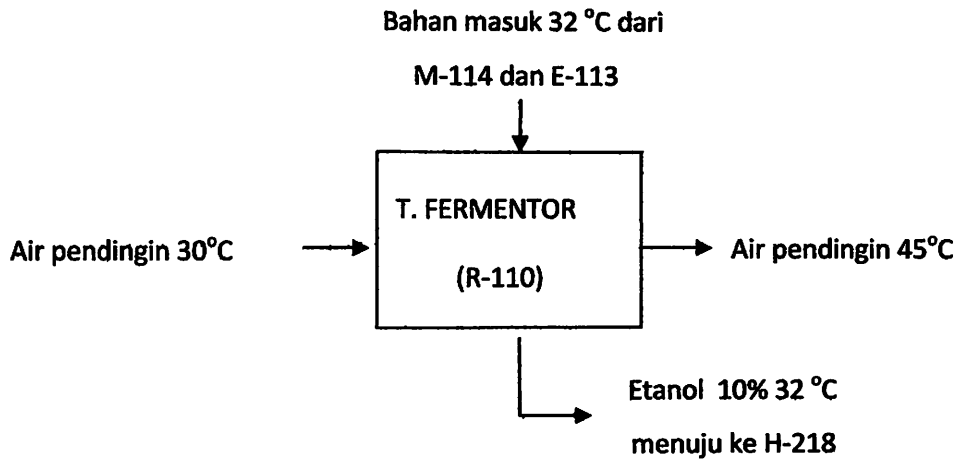 Bahan masuk 32 °C dari
M-114 dan E-113
T. FERMENTOR
(R-110)
Air pendingin 30°C
Air pendingin 45°C
Etanol 10% 32 °C
menuju ke H-218